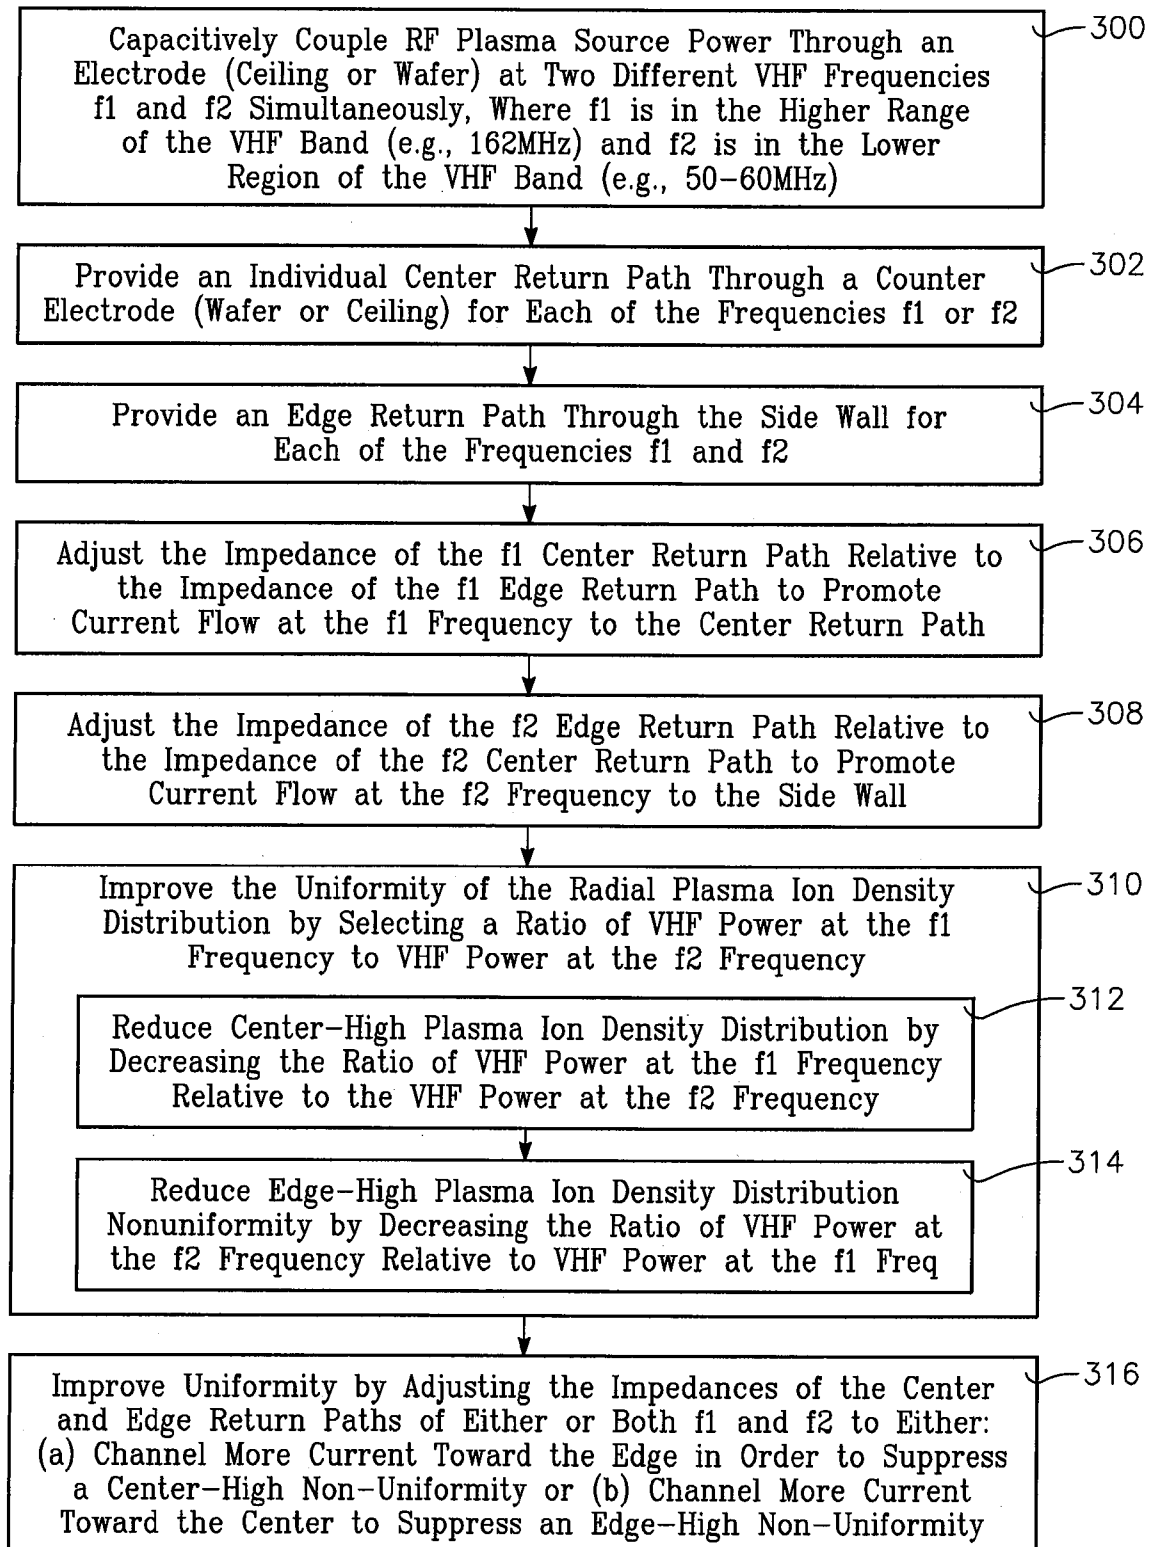 Capacitively Couple RF Plasma Source Power Through an
Electrode (Ceiling or Wafer) at Two Different VHF Frequencies
f1 and f2 Simultaneously, Where f1 is in the Higher Range
of the VHF Band (e.g., 162MHz) and f2 is in the Lower
Region of the VHF Band (e.g., 50-60MHz)
300
Provide an Individual Center Return Path Through a Counter
Electrode (Wafer or Ceiling) for Each of the Frequencies f1 or f2
302
Provide an Edge Return Path Through the Side Wall for
Each of the Frequencies f1 and f2
304
Adjust the Impedance of the f1 Center Return Path Relative to
the Impedance of the f1 Edge Return Path to Promote
Current Flow at the f1 Frequency to the Center Return Path
306
Adjust the Impedance of the f2 Edge Return Path Relative to
the Impedance of the f2 Center Return Path to Promote
Current Flow at the f2 Frequency to the Side Wall
308
Improve the Uniformity of the Radial Plasma Ion Density
Distribution by Selecting a Ratio of VHF Power at the f1
Frequency to VHF Power at the f2 Frequency
310
Reduce Center-High Plasma Ion Density Distribution by
Decreasing the Ratio of VHF Power at the f1 Frequency
Relative to the VHF Power at the f2 Frequency
312
Reduce Edge-High Plasma Ion Density Distribution
Nonuniformity by Decreasing the Ratio of VHF Power at
the f2 Frequency Relative to VHF Power at the f1 Freq
314
Improve Uniformity by Adjusting the Impedances of the Center
and Edge Return Paths of Either or Both f1 and f2 to Either:
(a) Channel More Current Toward the Edge in Order to Suppress
a Center-High Non-Uniformity or (b) Channel More Current
Toward the Center to Suppress an Edge-High Non-Uniformity
316